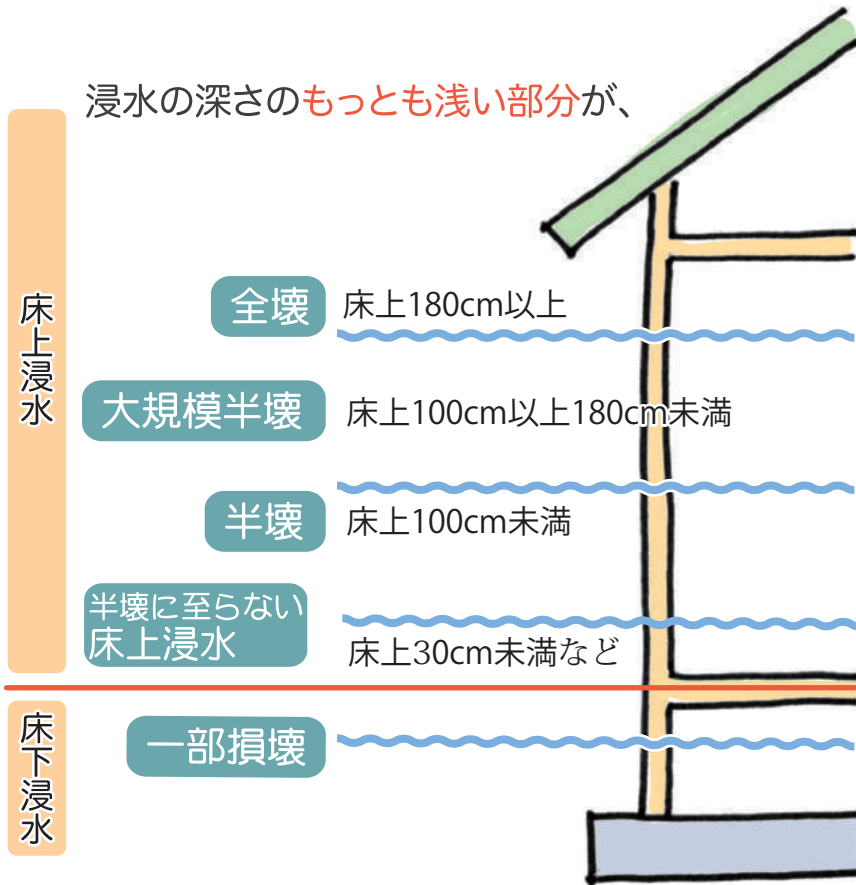 浸水の深さのもっとも浅い部分が、
床上浸水
全壊 床上180cm以上
大規模半壊 床上100cm以上180cm未満
半壊 床上100cm未満
半壊に至らない
床上浸水
床上30cm未満など
床下浸水
一部損壊